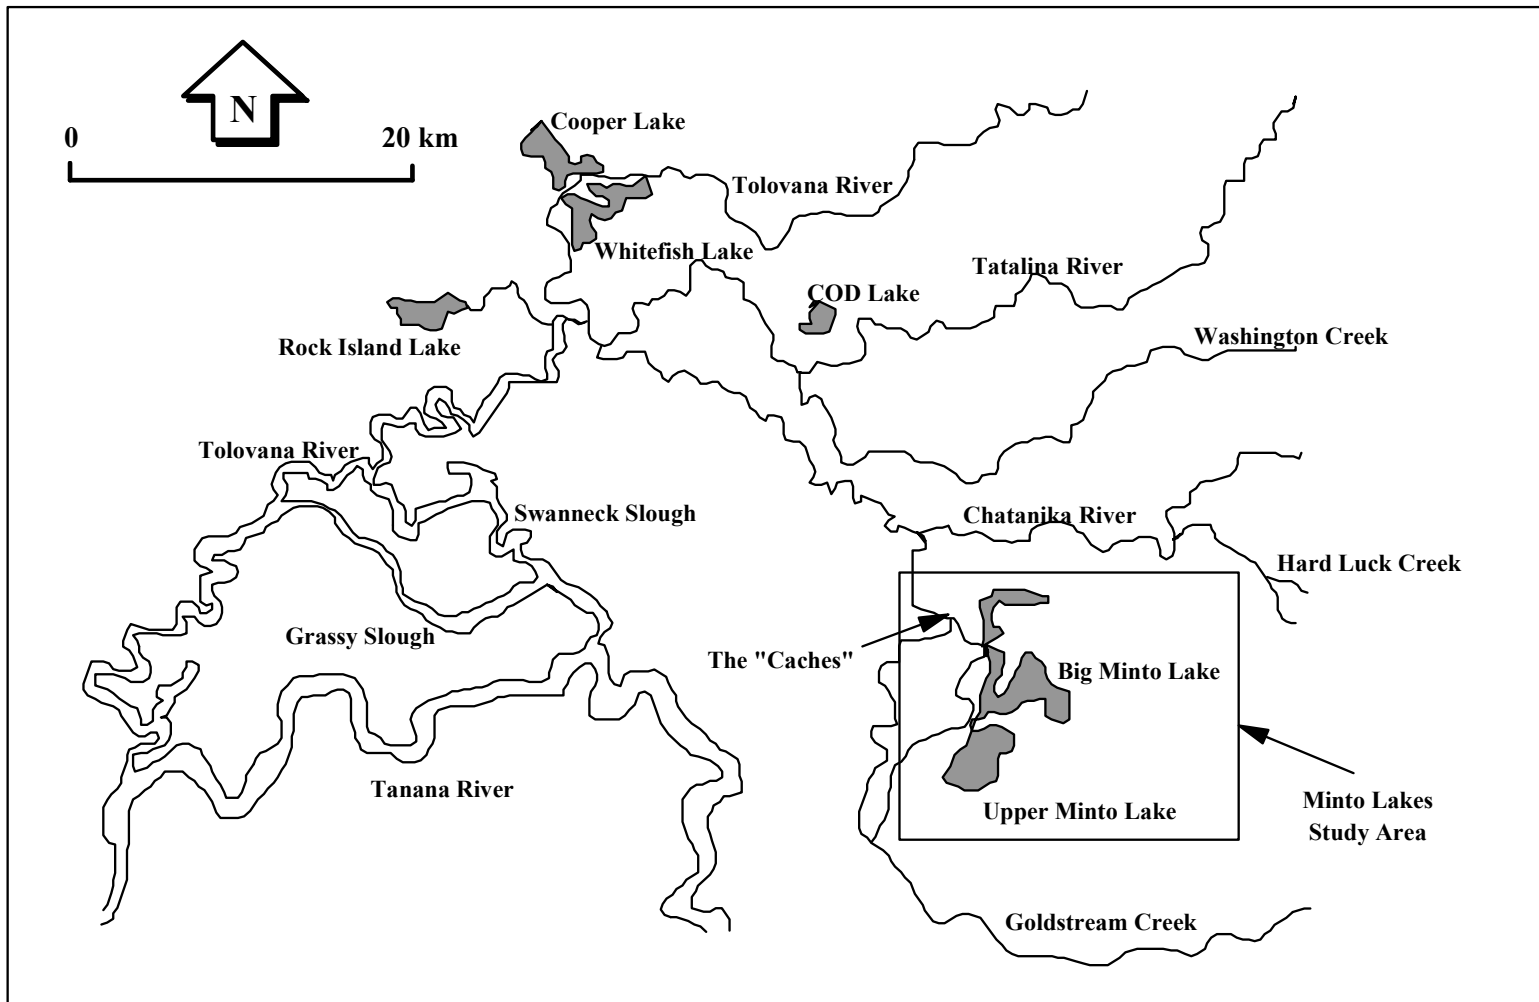 N
0
20 km
Cooper Lake
Tolovana River
Whitefish Lake
Tatalina River
COD Lake
Rock Island Lake
Washington Creek
Tolovana River
Swanneck Slough
Chatanika River
Hard Luck Creek
Grassy Slough
The "Caches"
Big Minto Lake
Tanana River
Upper Minto Lake
Minto Lakes
Study Area
Goldstream Creek